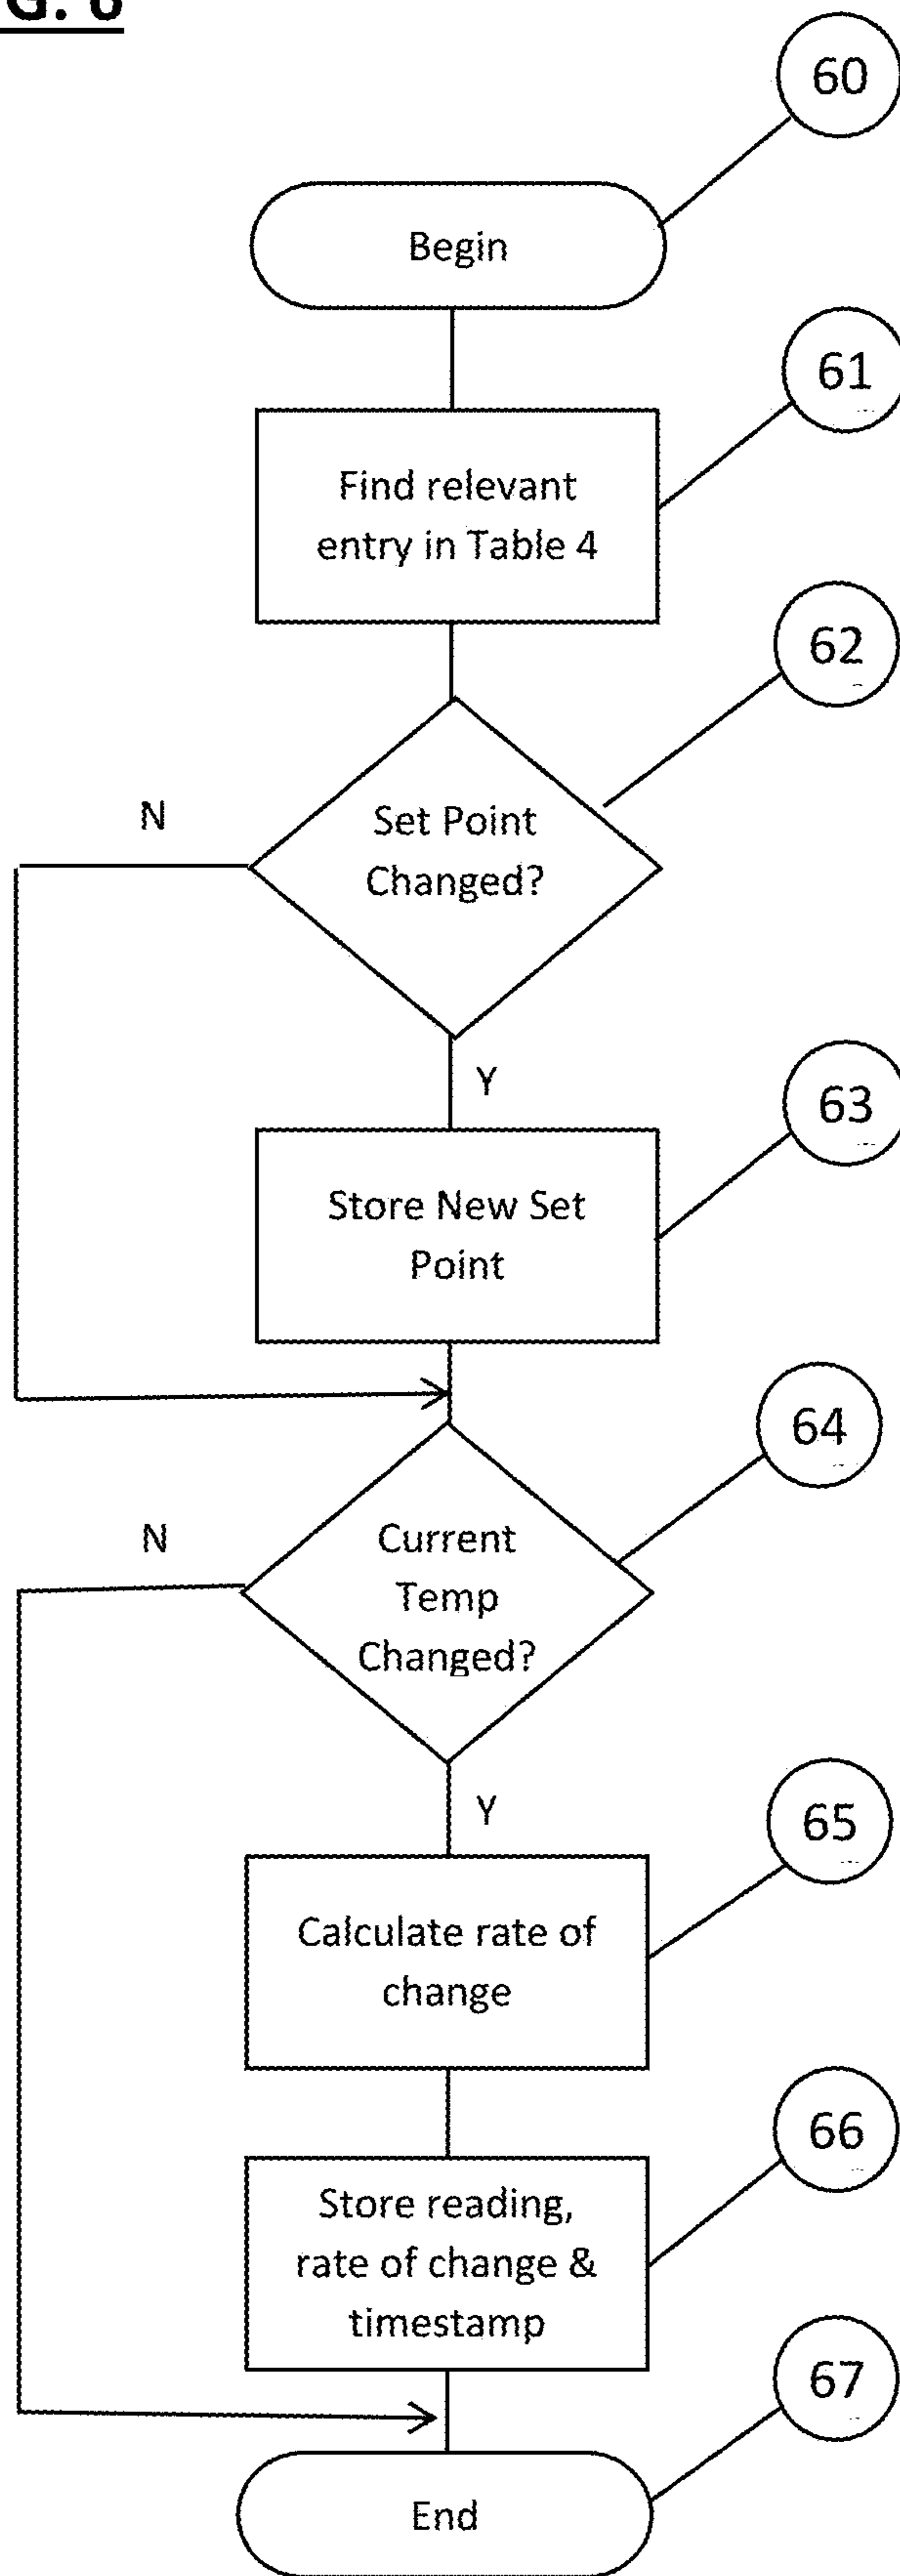 60
Begin
61
Find relevant
entry in Table 4
62
N
Set Point
Changed?
Y
63
Store New Set
Point
64
N
Current
Temp
Changed?
Y
65
Calculate rate of
change
66
Store reading,
rate of change &
timestamp
67
End